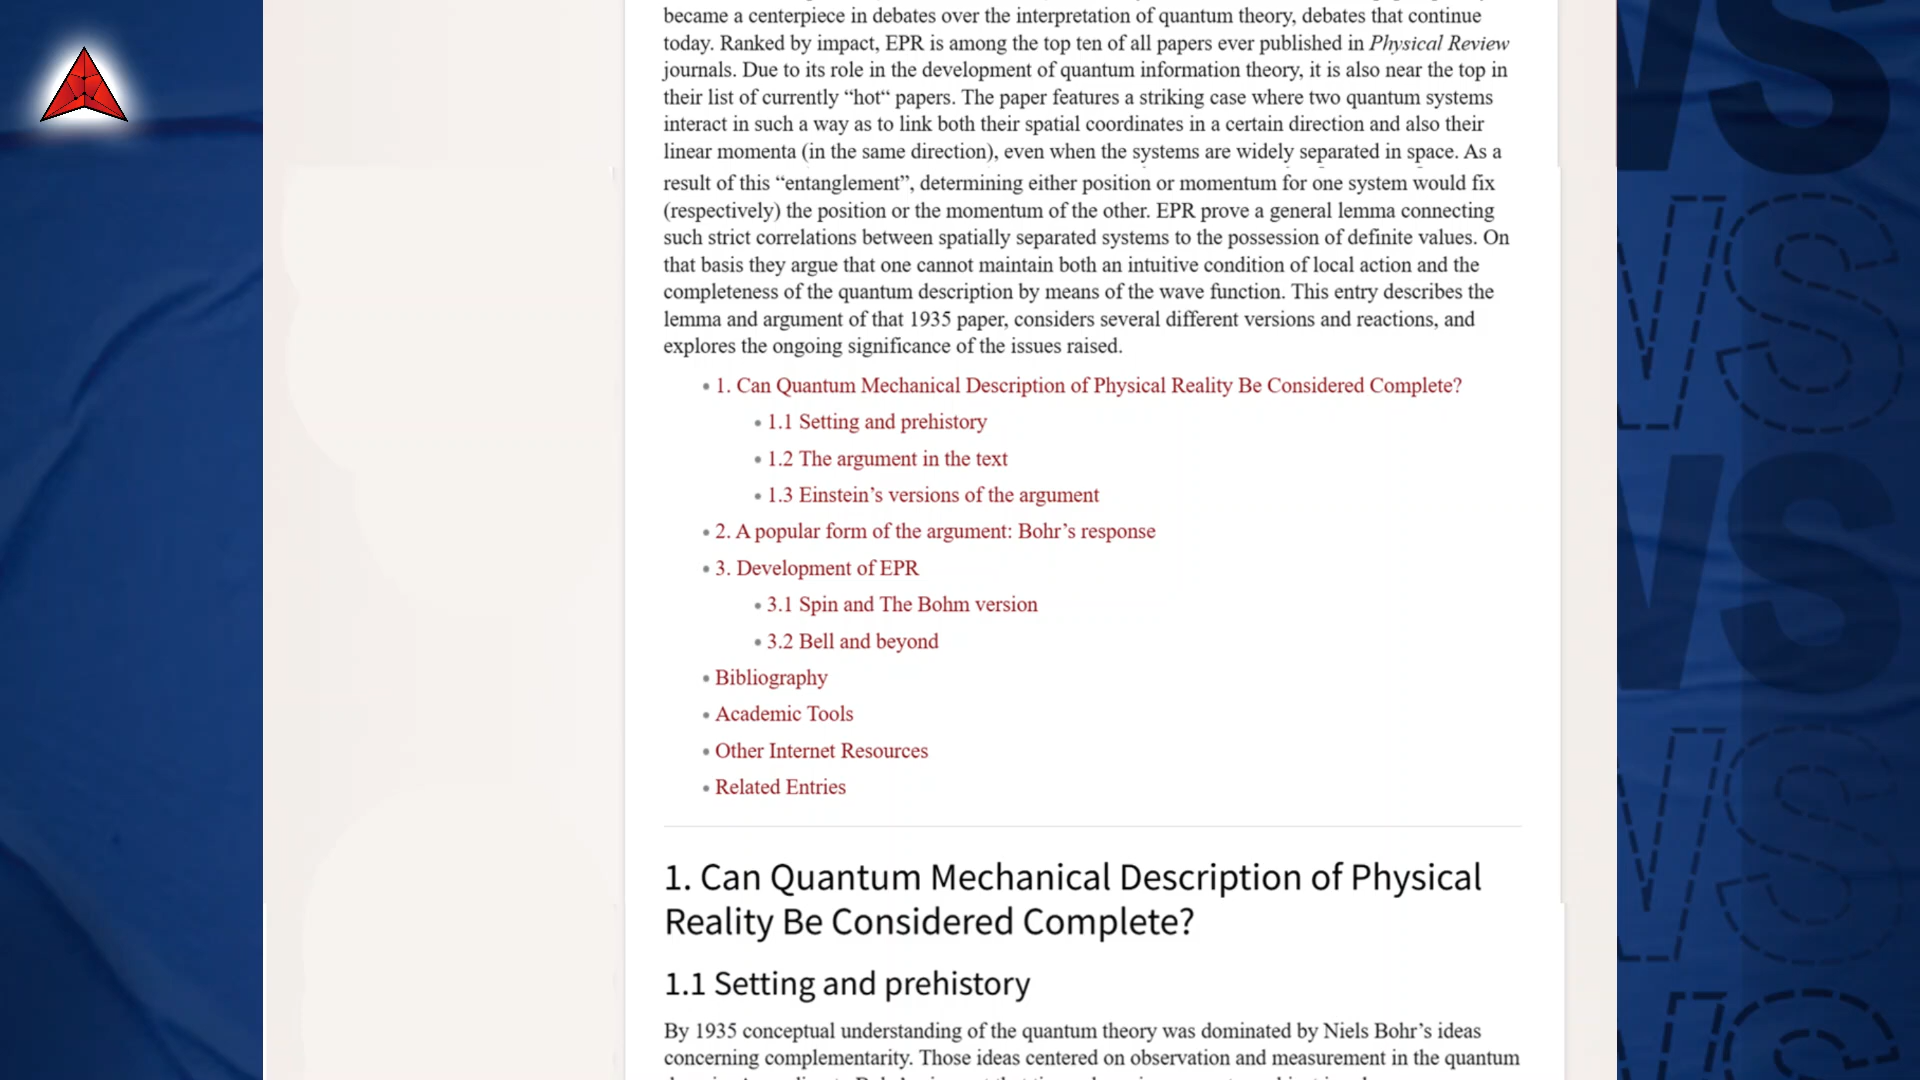 became a centerpiece in debates over the interpretation of quantum theory, debates that continue
today. Ranked by impact, EPR is among the top ten of all papers ever published in Physical Review
journals. Due to its role in the development of quantum information theory, it is also near the top in
their list of currently “hot“ papers. The paper features a striking case where two quantum systems
interact in such a way as to link both their spatial coordinates in a certain direction and also their
linear momenta (in the same direction), even when the systems are widely separated in space. As a
result of this “entanglement”, determining either position or momentum for one system would fix
(respectively) the position or the momentum of the other. EPR prove a general lemma connecting
such strict correlations between spatially separated systems to the possession of definite values. On
that basis they argue that one cannot maintain both an intuitive condition of local action and the
completeness of the quantum description by means of the wave function. This entry describes the
lemma and argument of that 1935 paper, considers several different versions and reactions, and
explores the ongoing significance of the issues raised.
• 1. Can Quantum Mechanical Description of Physical Reality Be Considered Complete?
• 1.1 Setting and prehistory
• 1.2 The argument in the text
• 1.3 Einstein’s versions of the argument
• 2. A popular form of the argument: Bohr’s response
• 3. Development of EPR
• 3.1 Spin and The Bohm version
• 3.2 Bell and beyond
• Bibliography
• Academic Tools
• Other Internet Resources
• Related Entries
1. Can Quantum Mechanical Description of Physical
Reality Be Considered Complete?
1.1 Setting and prehistory
By 1935 conceptual understanding of the quantum theory was dominated by Niels Bohr’s ideas
concerning complementarity. Those ideas centered on observation and measurement in the quantum